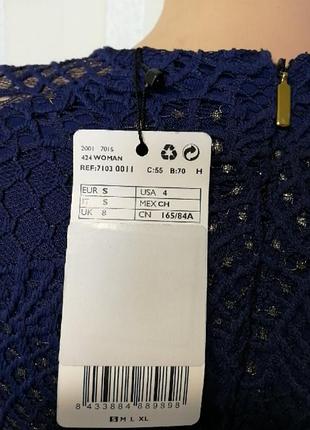 2001 7015
424 WOMAN
REF:7103 0011 C:55 B:70 H
EUR S USA 4
IT S MEX CH
UK 8 CN 165/84A
8 433884 889898
S M L XL